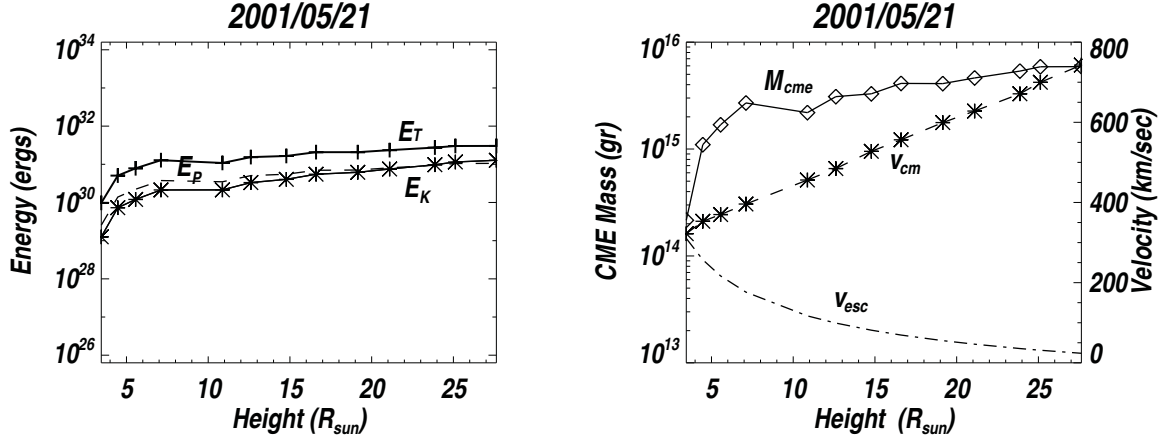 2001/05/21
10^34
10^32
10^30
10^28
10^26
Energy (ergs)
E_T
E_P
E_K
5 10 15 20 25
Height (R_sun)
2001/05/21
10^16
10^15
10^14
10^13
CME Mass (gr)
M_cme
v_cm
v_esc
800
600
400
200
0
Velocity (km/sec)
5 10 15 20 25
Height (R_sun)